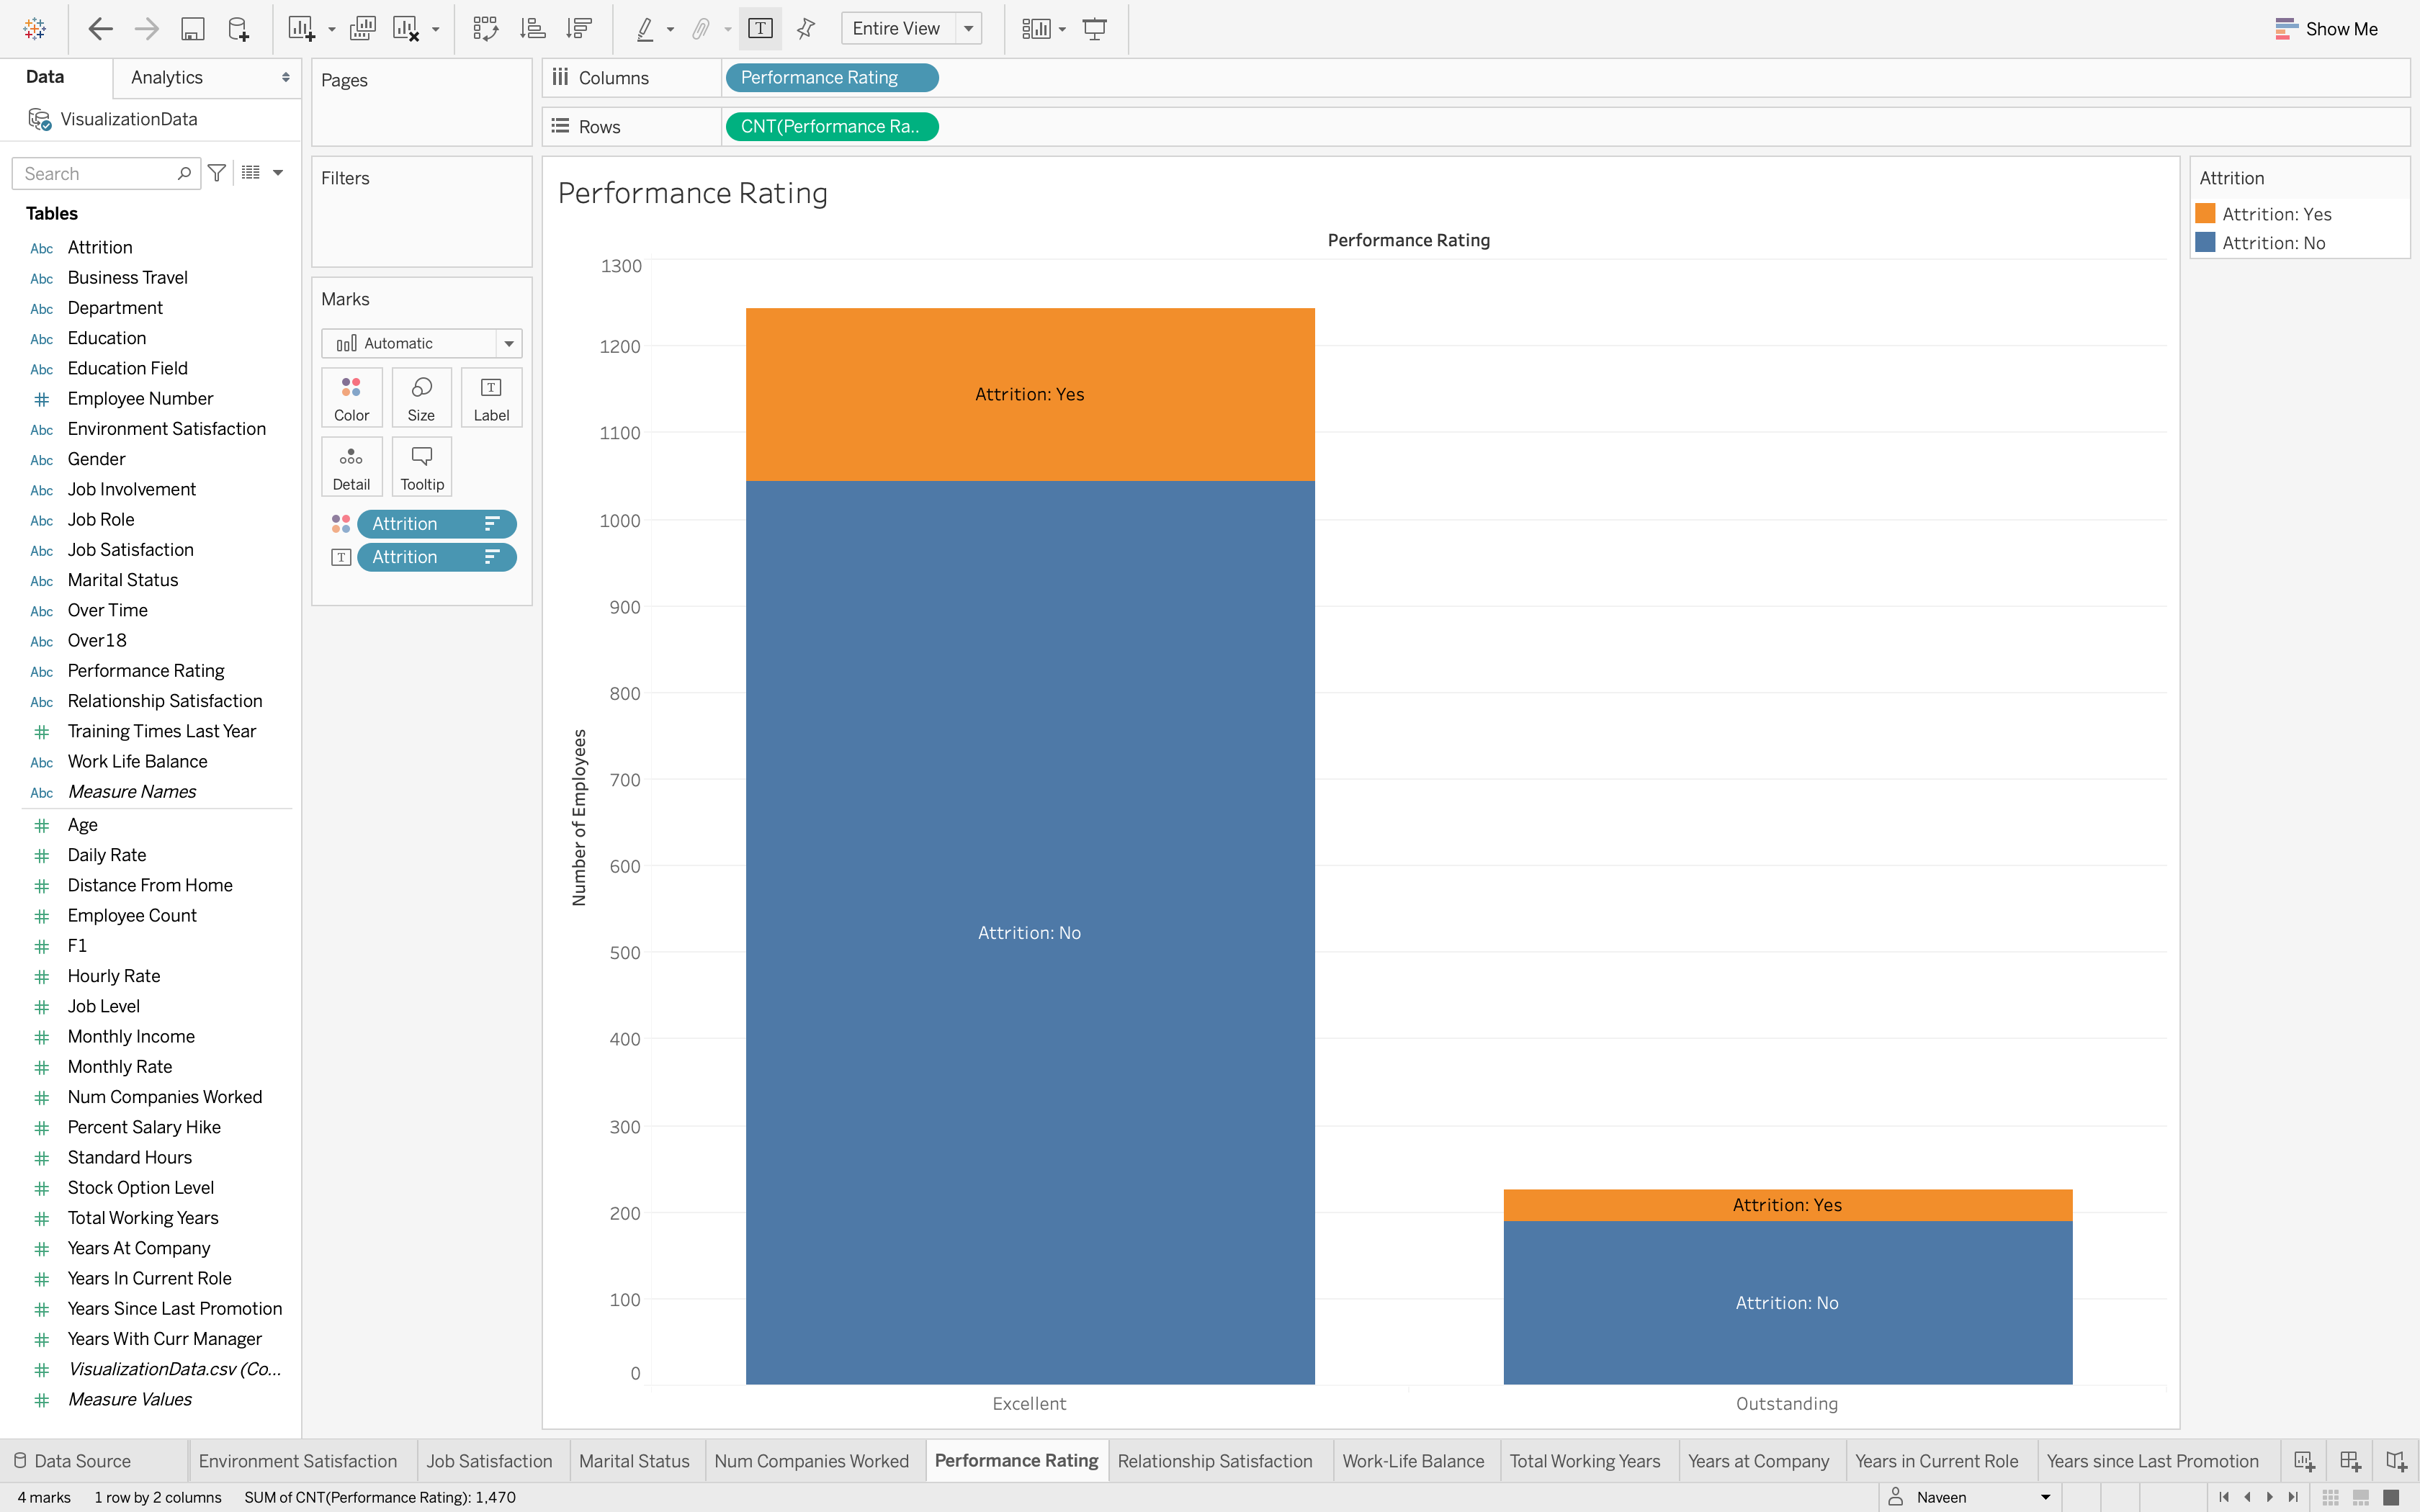 Entire View
Show Me
Data
Analytics
VisualizationData
Search
Tables
Abc Attrition
Abc Business Travel
Abc Department
Abc Education
Abc Education Field
# Employee Number
Abc Environment Satisfaction
Abc Gender
Abc Job Involvement
Abc Job Role
Abc Job Satisfaction
Abc Marital Status
Abc Over Time
Abc Over18
Abc Performance Rating
Abc Relationship Satisfaction
# Training Times Last Year
Abc Work Life Balance
Abc Measure Names
# Age
# Daily Rate
# Distance From Home
# Employee Count
# F1
# Hourly Rate
# Job Level
# Monthly Income
# Monthly Rate
# Num Companies Worked
# Percent Salary Hike
# Standard Hours
# Stock Option Level
# Total Working Years
# Years At Company
# Years In Current Role
# Years Since Last Promotion
# Years With Curr Manager
# VisualizationData.csv (Co...
# Measure Values
Pages
Filters
Marks
Automatic
Color
Size
T
Label
Detail
Tooltip
Attrition
T Attrition
Columns
Performance Rating
Rows
CNT(Performance Ra..
Performance Rating
Performance Rating
Number of Employees
1300
1200
1100
1000
900
800
700
600
500
400
300
200
100
0
Attrition: Yes
Attrition: No
Attrition: Yes
Attrition: No
Excellent
Outstanding
Attrition
Attrition: Yes
Attrition: No
Data Source
Environment Satisfaction
Job Satisfaction
Marital Status
Num Companies Worked
Performance Rating
Relationship Satisfaction
Work-Life Balance
Total Working Years
Years at Company
Years in Current Role
Years since Last Promotion
4 marks
1 row by 2 columns
SUM of CNT(Performance Rating): 1,470
Naveen